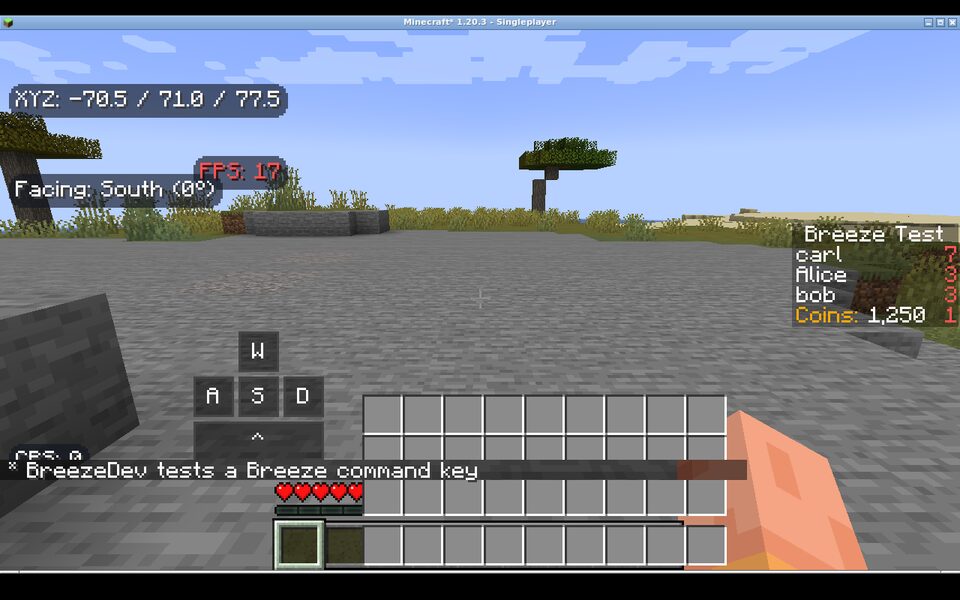 Minecraft* 1.20.3 - Singleplayer
XYZ: -70.5 / 71.0 / 77.5
FPS: 17
Facing: South (0°)
Breeze Test
carl 7
Alice 3
bob 3
Coins: 1,250 1
W
A S D
^
CPS: 0
* BreezeDev tests a Breeze command key